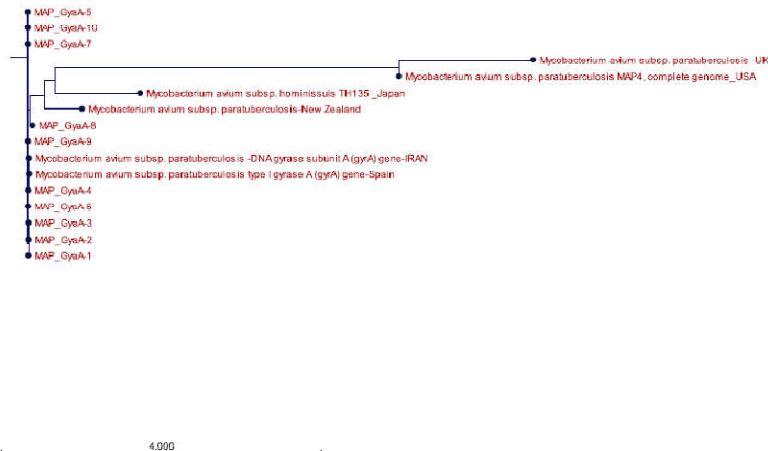 MAP_GyaA-5
MAP_GyaA-10
MAP_GyaA-7
Mycobacterium avium subsp. paratuberculosis -UK
Mycobacterium avium subsp. paratuberculosis MAP4, complete genome_USA
Mycobacterium avium subsp. hominissuis TH135 _Japan
Mycobacterium avium subsp. paratuberculosis-New Zealand
MAP_GyaA-8
MAP_GyaA-9
Mycobacterium avium subsp. paratuberculosis -DNA gyrase subunit A (gyrA) gene-IRAN
Mycobacterium avium subsp. paratuberculosis type I gyrase A (gyrA) gene-Spain
MAP_GyaA-4
MAP_GyaA-6
MAP_GyaA-3
MAP_GyaA-2
MAP_GyaA-1
4.000